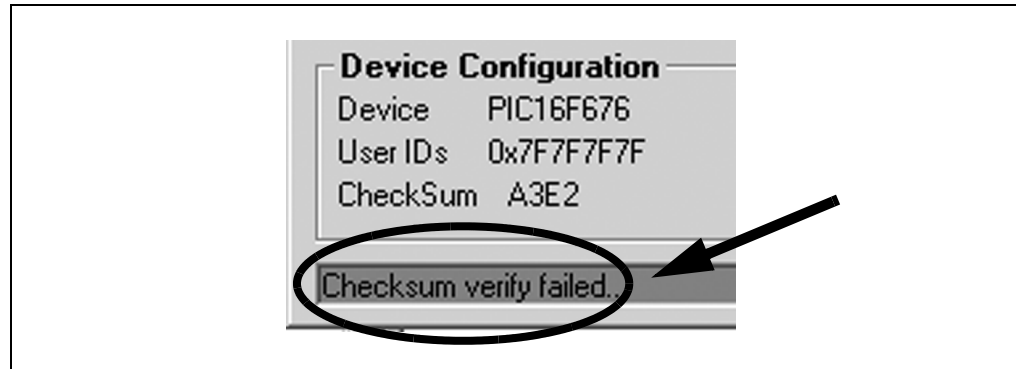 Device Configuration
Device PIC16F676
User IDs 0x7F7F7F7F
CheckSum A3E2
Checksum verify failed..